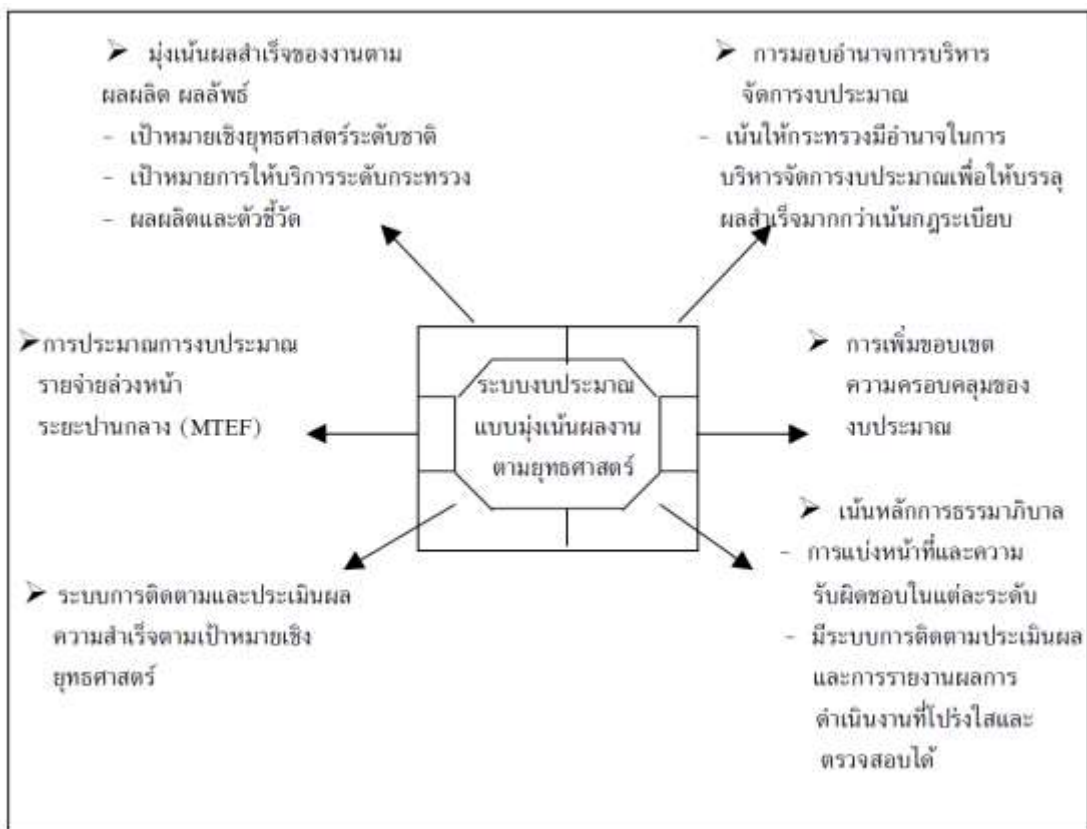 ➢ มุ่งเน้นผลสำเร็จของงานตาม
ผลผลิต ผลลัพธ์
- เป้าหมายเชิงยุทธศาสตร์ระดับชาติ
- เป้าหมายการให้บริการระดับกระทรวง
- ผลผลิตและตัวชี้วัด
➢ การมอบอำนาจการบริหาร
จัดการงบประมาณ
- เน้นให้กระทรวงมีอำนาจในการ
บริหารจัดการงบประมาณเพื่อให้บรรลุ
ผลสำเร็จมากกว่าเน้นกฎระเบียบ
➢ การประมาณการงบประมาณ
รายจ่ายล่วงหน้า
ระยะปานกลาง (MTEF)
ระบบงบประมาณ
แบบมุ่งเน้นผลงาน
ตามยุทธศาสตร์
➢ การเพิ่มขอบเขต
ความครอบคลุมของ
งบประมาณ
➢ ระบบการติดตามและประเมินผล
ความสำเร็จตามเป้าหมายเชิง
ยุทธศาสตร์
➢ เน้นหลักการธรรมาภิบาล
- การแบ่งหน้าที่และความ
รับผิดชอบในแต่ละระดับ
- มีระบบการติดตามประเมินผล
และการรายงานผลการ
ดำเนินงานที่โปร่งใสและ
ตรวจสอบได้